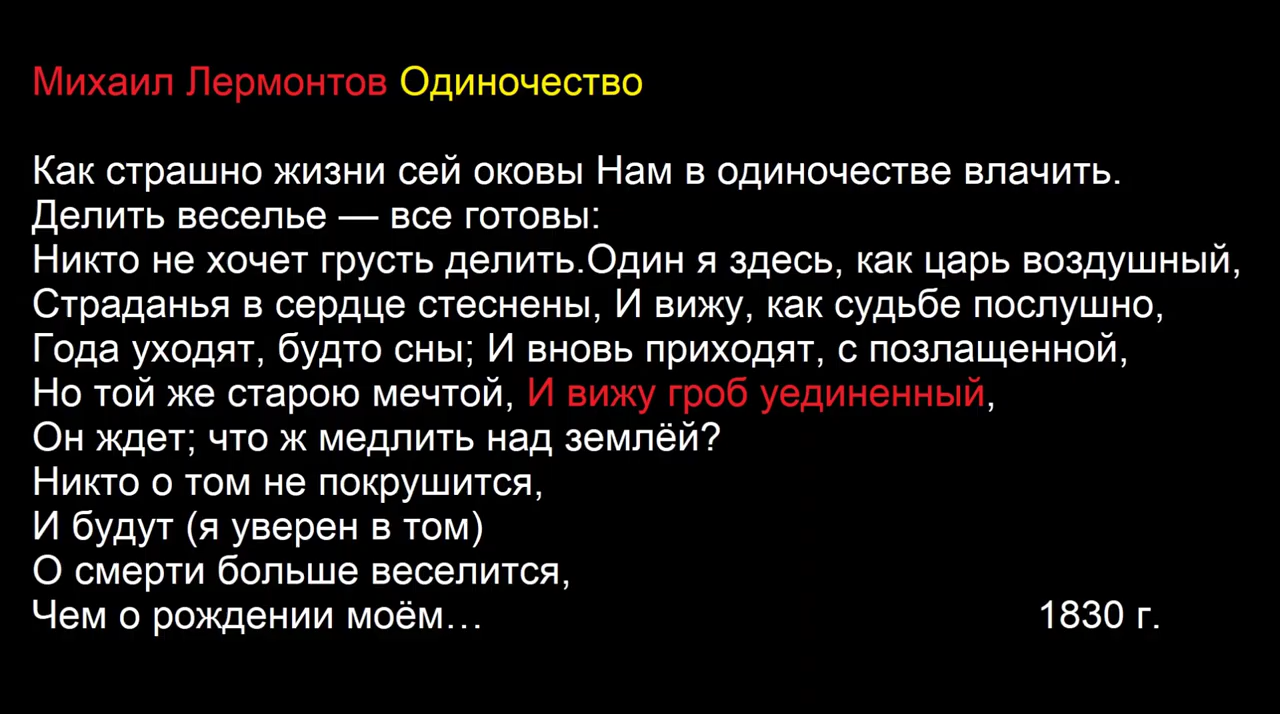 Михаил Лермонтов Одиночество
Как страшно жизни сей оковы Нам в одиночестве влачить.
Делить веселье — все готовы:
Никто не хочет грусть делить.Один я здесь, как царь воздушный,
Страданья в сердце стеснены, И вижу, как судьбе послушно,
Года уходят, будто сны; И вновь приходят, с позлащенной,
Но той же старою мечтой, И вижу гроб уединенный,
Он ждет; что ж медлить над землёй?
Никто о том не покрушится,
И будут (я уверен в том)
О смерти больше веселится,
Чем о рождении моём… 1830 г.